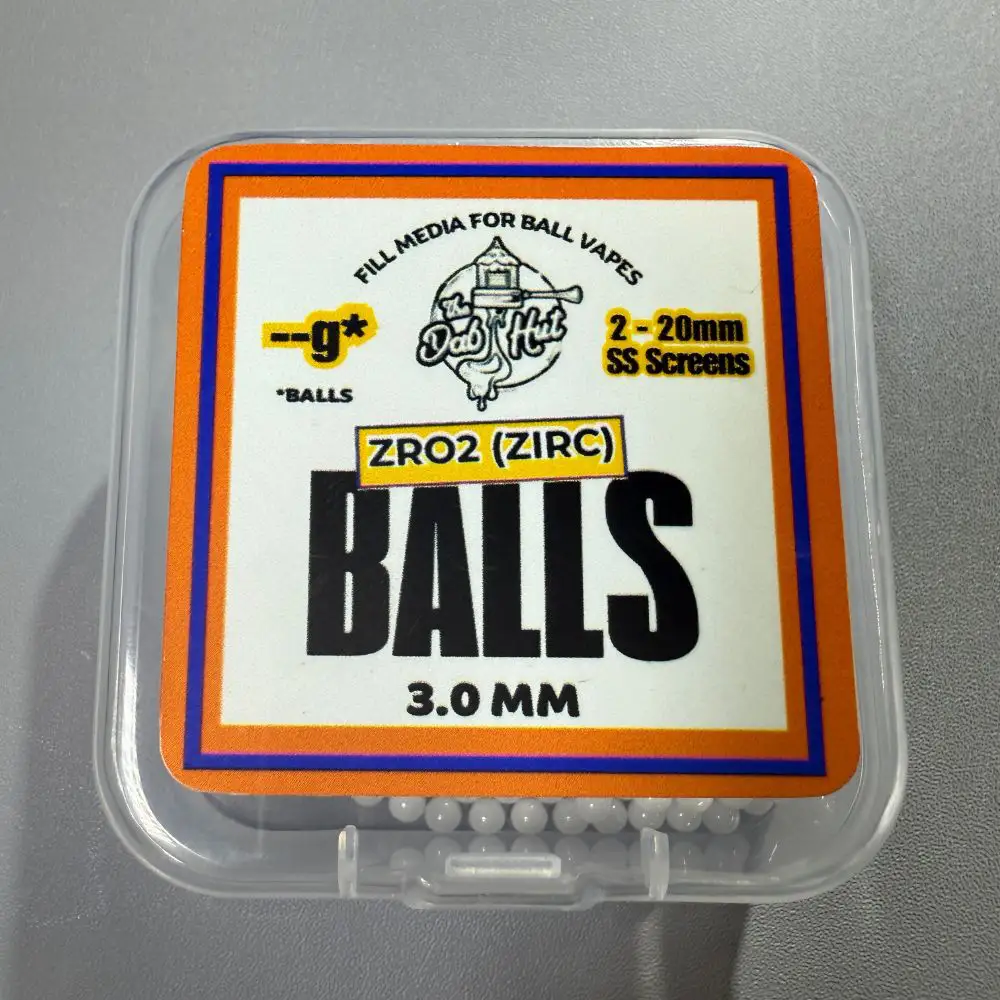 FILL MEDIA FOR BALL VAPES
The
Dab Hut
--g*
*BALLS
2 - 20mm
SS Screens
ZRO2 (ZIRC)
BALLS
3.0 MM